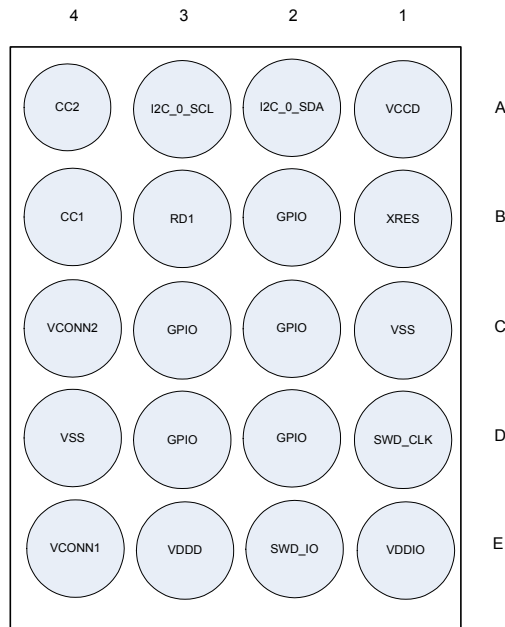 4 3 2 1
CC2 I2C_0_SCL I2C_0_SDA VCCD A
CC1 RD1 GPIO XRES B
VCONN2 GPIO GPIO VSS C
VSS GPIO GPIO SWD_CLK D
VCONN1 VDDD SWD_IO VDDIO E